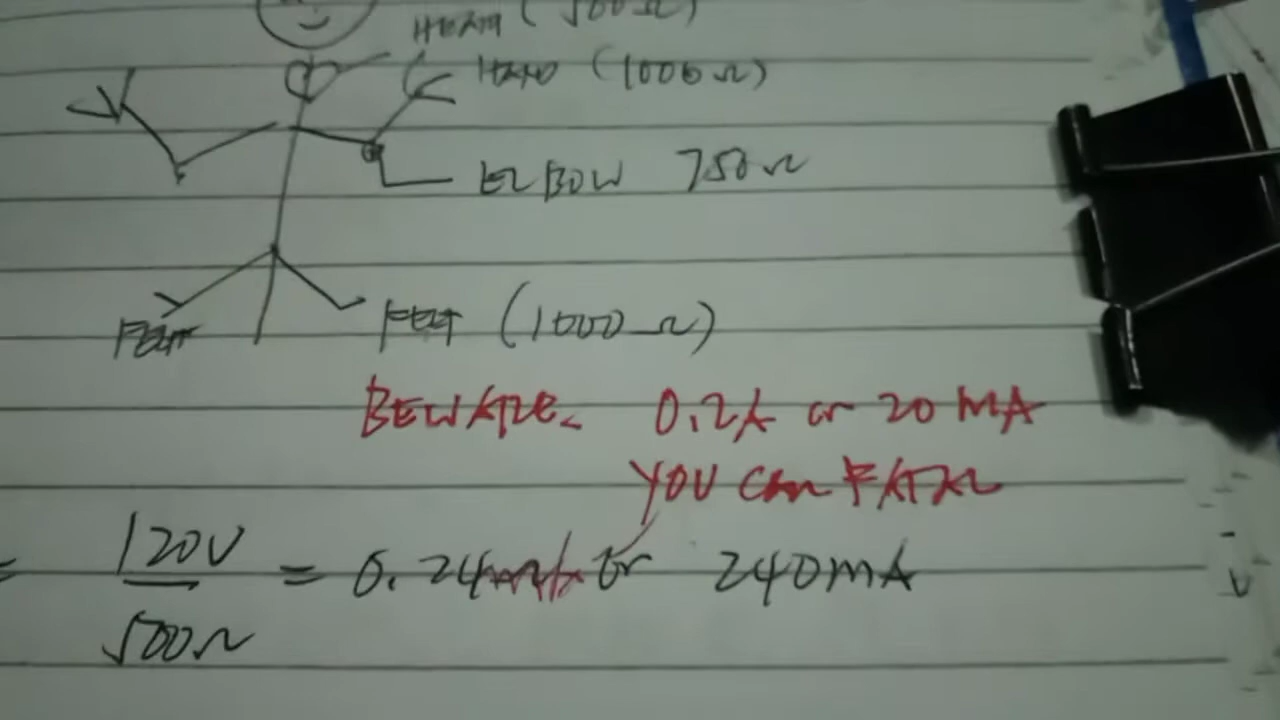 HEART (500Ω)
HAND (1000Ω)
ELBOW 750Ω
FEET
FEET (1000Ω)
BEWARE 0.2A or 20 MA
YOU CAN FATAL
= 120V / 500Ω = 0.24 or 240mA